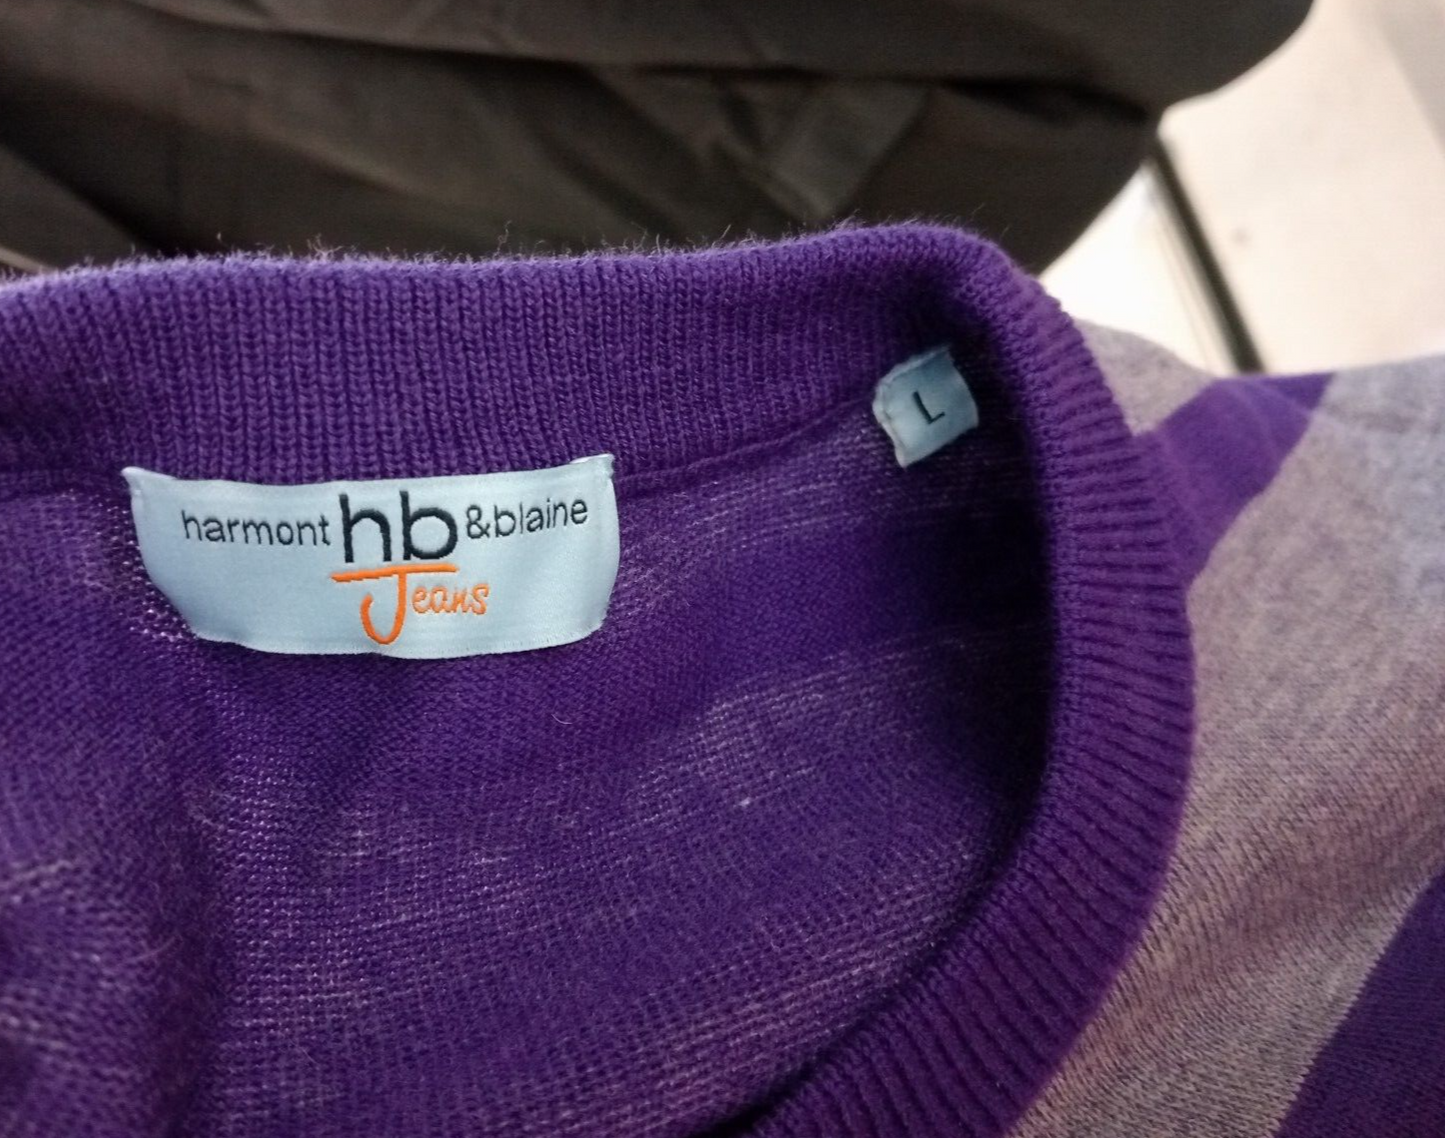 harmont hb &blaine
Jeans
L